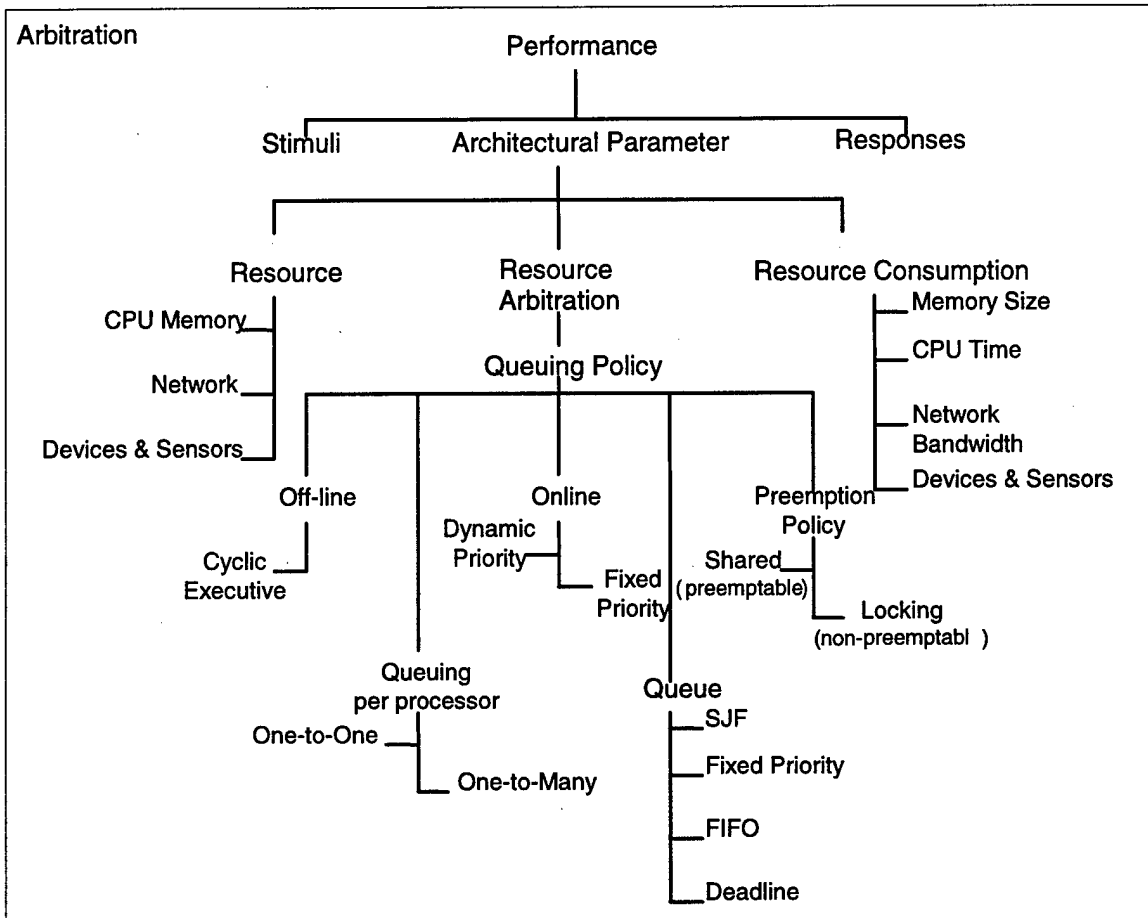 Arbitration
Performance
Stimuli
Architectural Parameter
Responses
Resource
Resource
Arbitration
Resource Consumption
CPU Memory
Network
Devices & Sensors
Memory Size
CPU Time
Network
Bandwidth
Devices & Sensors
Queuing Policy
Off-line
Cyclic
Executive
Online
Dynamic
Priority
Fixed
Priority
Preemption
Policy
Shared
(preemptable)
Locking
(non-preemptabl )
Queuing
per processor
One-to-One
One-to-Many
Queue
SJF
Fixed Priority
FIFO
Deadline